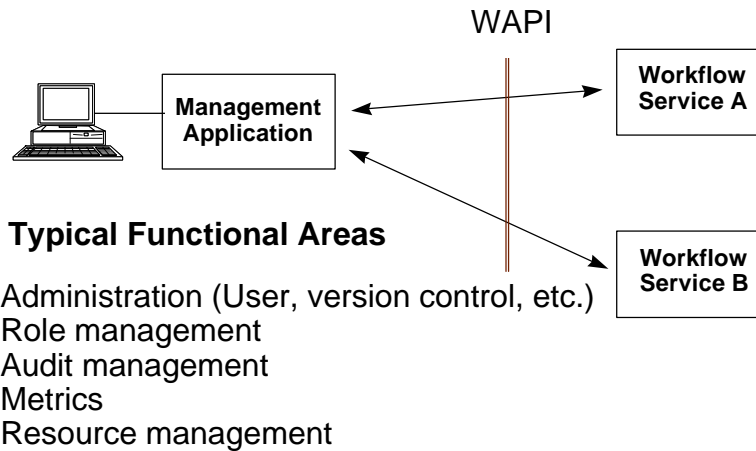 WAPI
Management
Application
Workflow
Service A
Workflow
Service B
Typical Functional Areas
Administration (User, version control, etc.)
Role management
Audit management
Metrics
Resource management